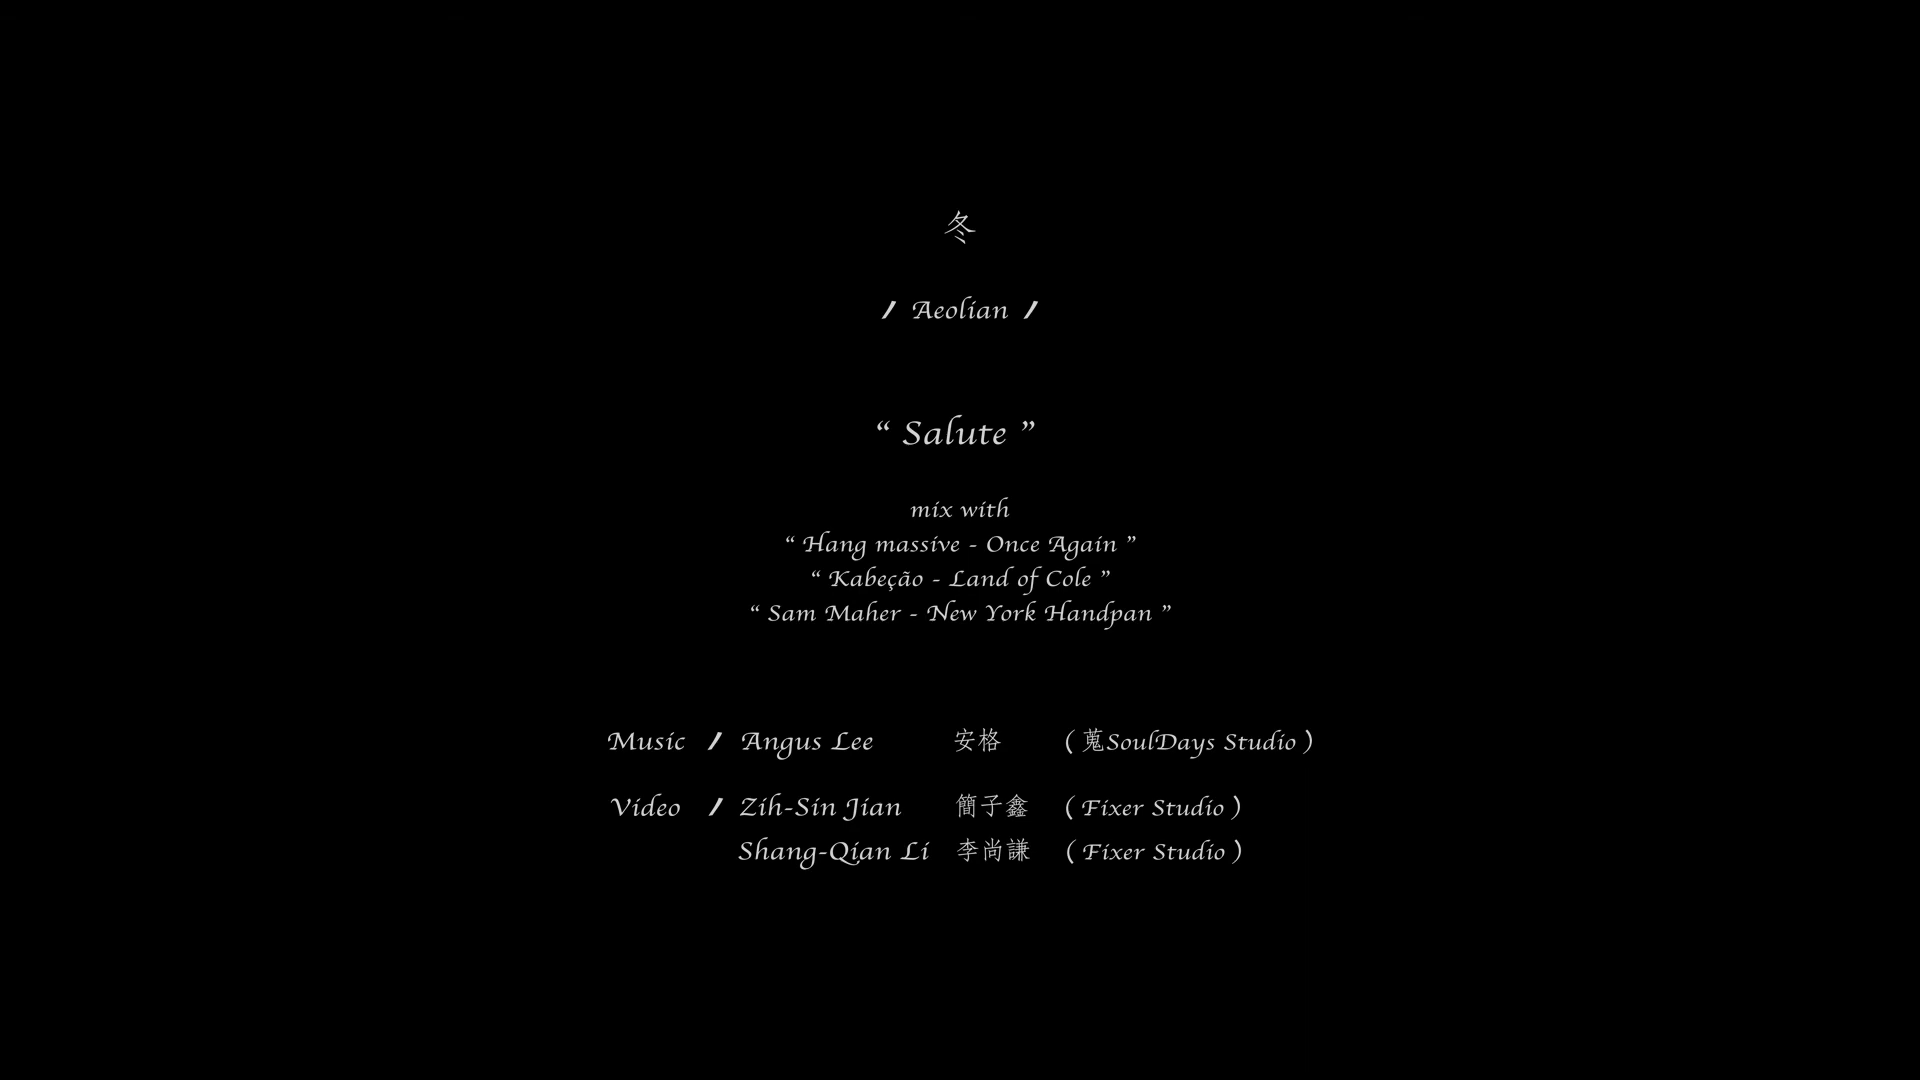 冬
/ Aeolian /
“ Salute ”
mix with
“ Hang massive - Once Again ”
“ Kabeção - Land of Cole ”
“ Sam Maher - New York Handpan ”
Music / Angus Lee 安格 ( 蒐SoulDays Studio )
Video / Zih-Sin Jian 簡子鑫 ( Fixer Studio )
Shang-Qian Li 李尚謙 ( Fixer Studio )